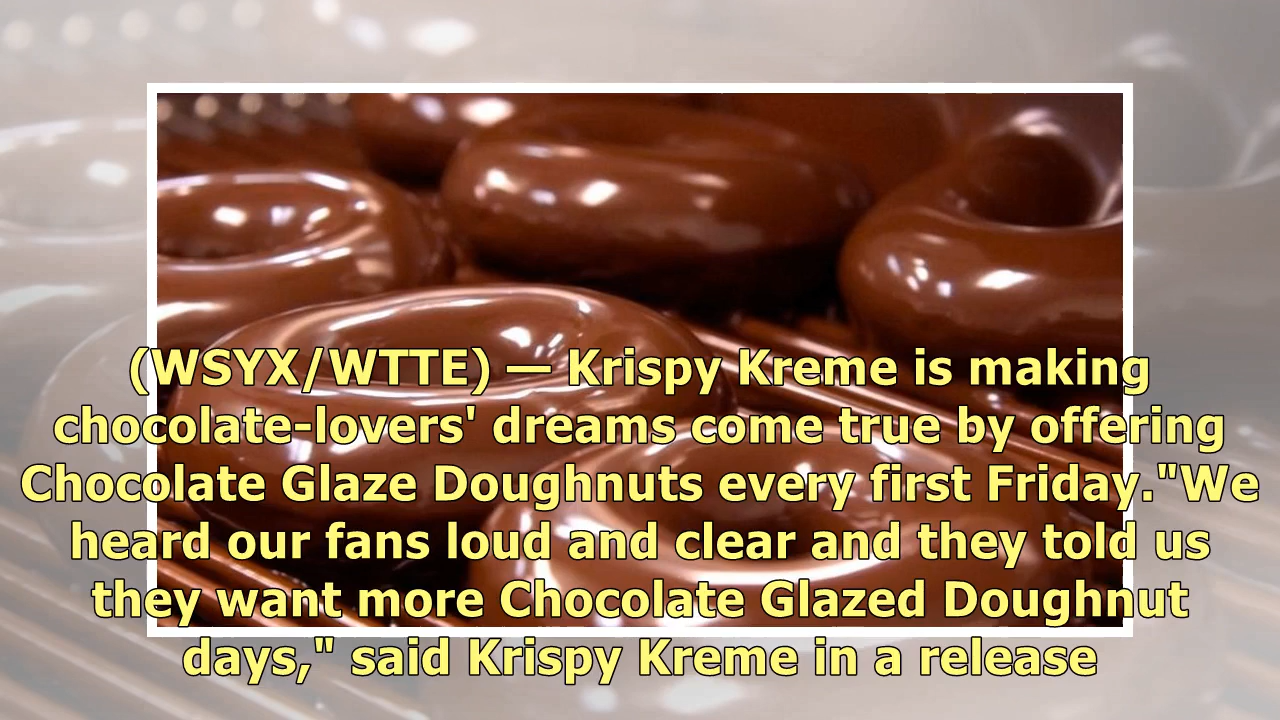 (WSYX/WTTE) — Krispy Kreme is making
chocolate-lovers' dreams come true by offering
Chocolate Glaze Doughnuts every first Friday."We
heard our fans loud and clear and they told us
they want more Chocolate Glazed Doughnut
days," said Krispy Kreme in a release